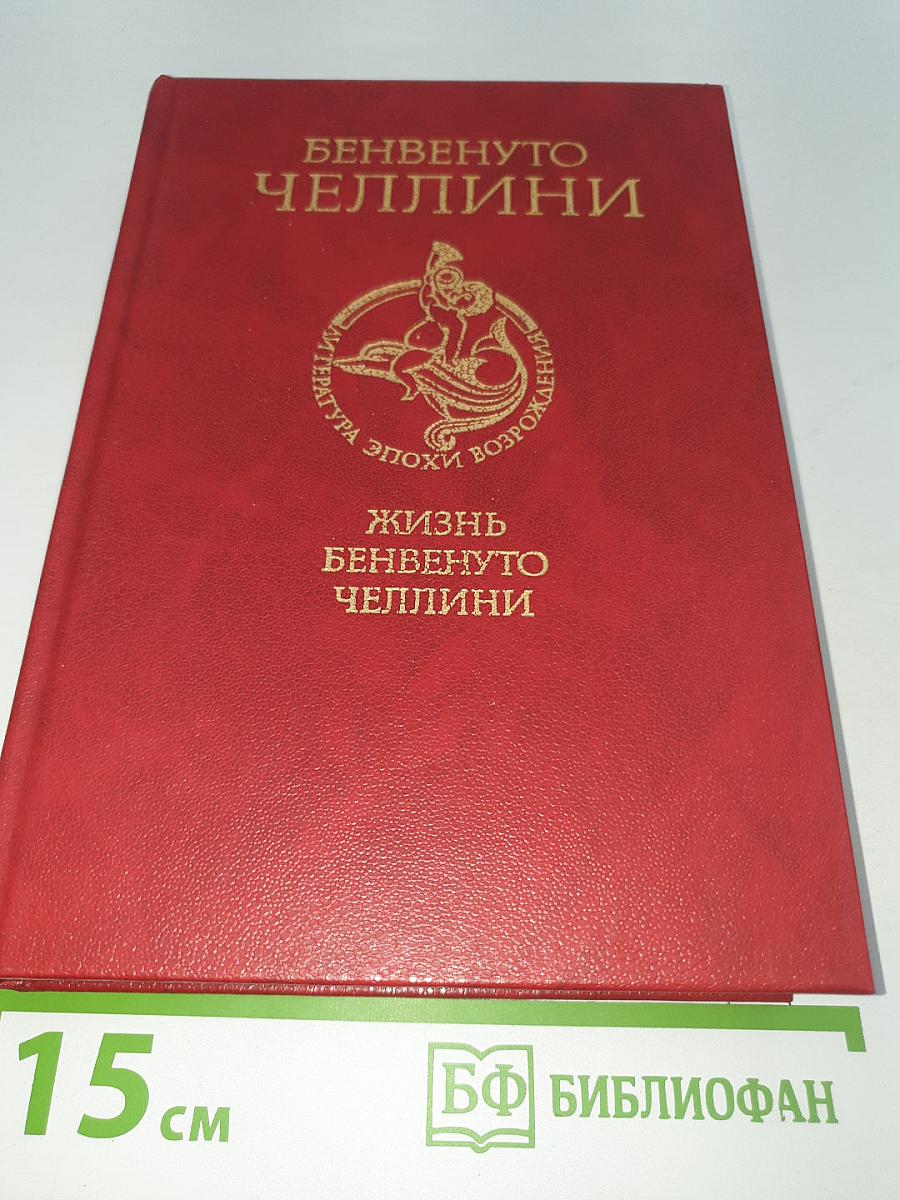 БЕНВЕНУТО
ЧЕЛЛИНИ
ЛИТЕРАТУРА ЭПОХИ ВОЗРОЖДЕНИЯ
ЖИЗНЬ
БЕНВЕНУТО
ЧЕЛЛИНИ
15 см
БФ БИБЛИОФАН